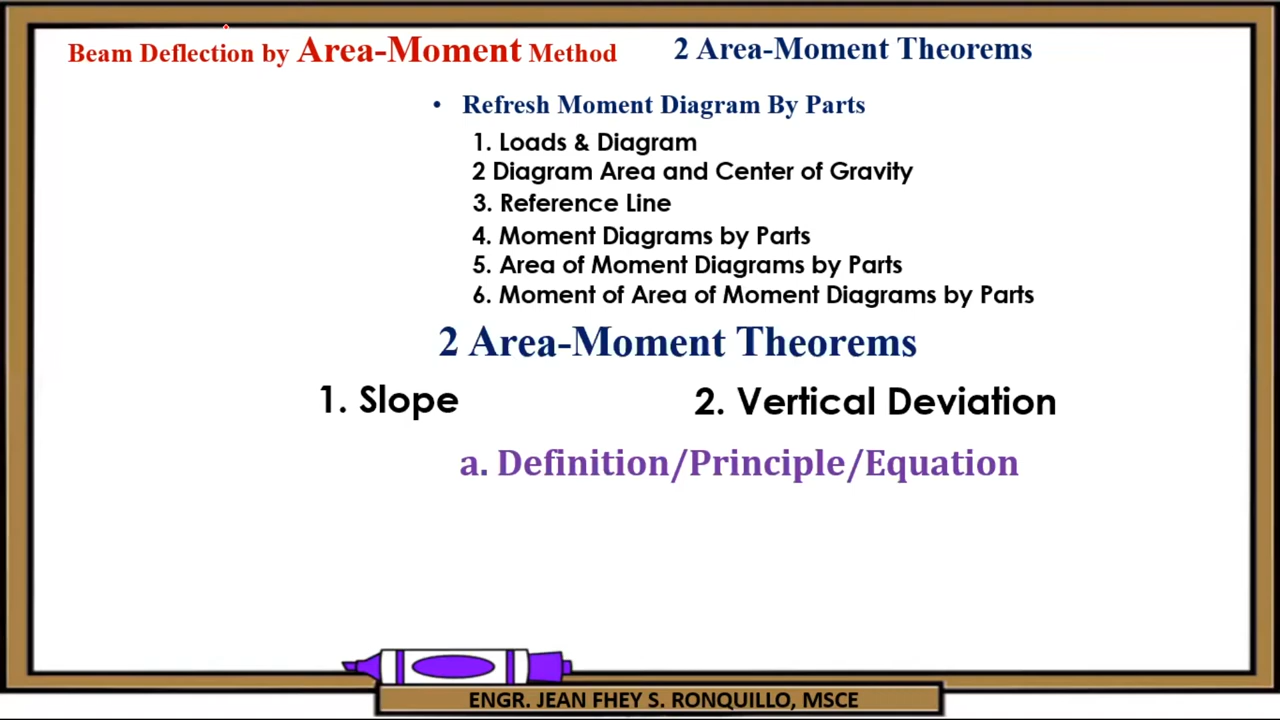 Beam Deflection by Area-Moment Method 2 Area-Moment Theorems
• Refresh Moment Diagram By Parts
1. Loads & Diagram
2 Diagram Area and Center of Gravity
3. Reference Line
4. Moment Diagrams by Parts
5. Area of Moment Diagrams by Parts
6. Moment of Area of Moment Diagrams by Parts
2 Area-Moment Theorems
1. Slope 2. Vertical Deviation
a. Definition/Principle/Equation
ENGR. JEAN FHEY S. RONQUILLO, MSCE